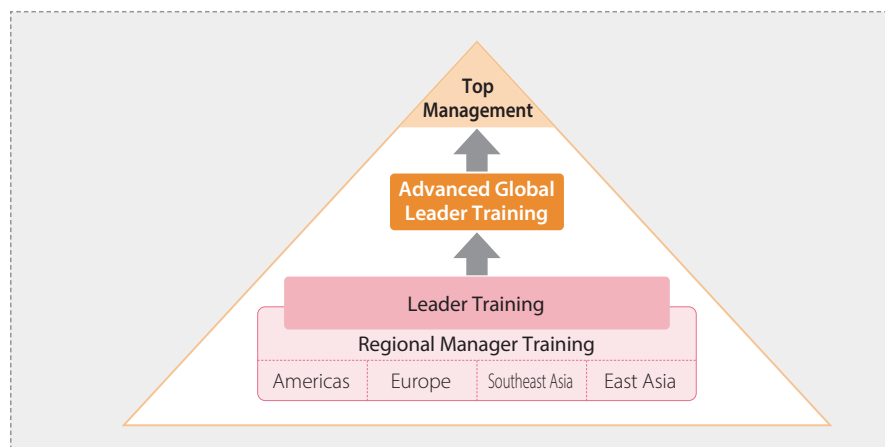 Top
Management
Advanced Global
Leader Training
Leader Training
Regional Manager Training
Americas
Europe
Southeast Asia
East Asia